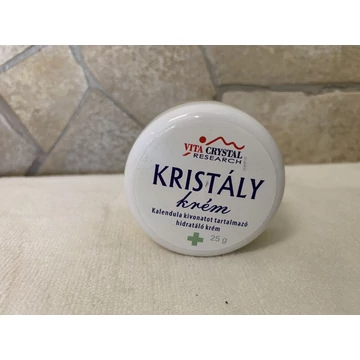 VITA CRYSTAL
RESEARCH
KRISTÁLY
krém
Kalendula kivonatot tartalmazó
hidratáló krém
25 g